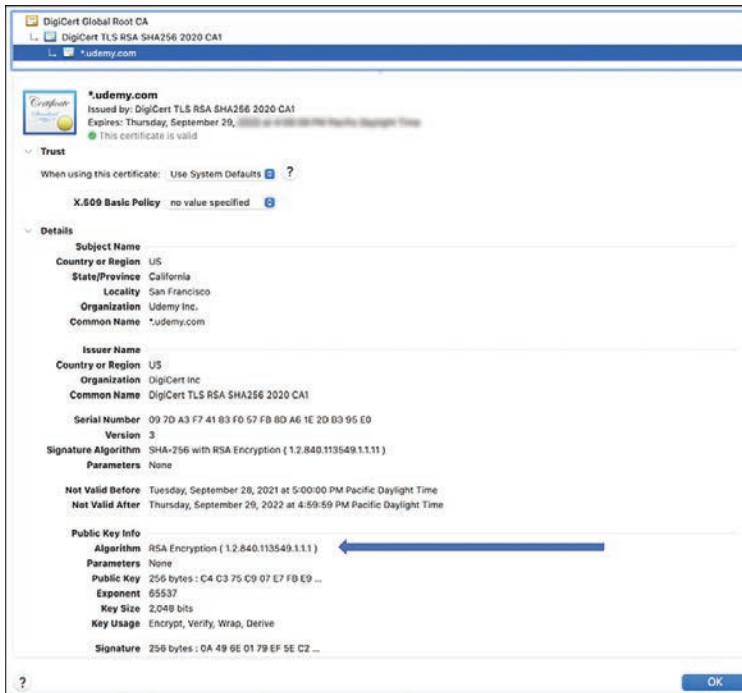 DigiCert Global Root CA
DigiCert TLS RSA SHA256 2020 CA1
*.udemy.com
Certificate
Standard
*.udemy.com
Issued by: DigiCert TLS RSA SHA256 2020 CA1
Expires: Thursday, September 29,
This certificate is valid
Trust
When using this certificate: Use System Defaults ?
X.509 Basic Policy no value specified
Details
Subject Name
Country or Region US
State/Province California
Locality San Francisco
Organization Udemy Inc.
Common Name *.udemy.com
Issuer Name
Country or Region US
Organization DigiCert Inc
Common Name DigiCert TLS RSA SHA256 2020 CA1
Serial Number 09 7D A3 F7 41 83 F0 57 FB 8D A6 1E 2D B3 95 E0
Version 3
Signature Algorithm SHA-256 with RSA Encryption ( 1.2.840.113549.1.1.11 )
Parameters None
Not Valid Before Tuesday, September 28, 2021 at 5:00:00 PM Pacific Daylight Time
Not Valid After Thursday, September 29, 2022 at 4:59:59 PM Pacific Daylight Time
Public Key Info
Algorithm RSA Encryption ( 1.2.840.113549.1.1.1 )
Parameters None
Public Key 256 bytes : C4 C3 75 C9 07 E7 FB E9 ...
Exponent 65537
Key Size 2,048 bits
Key Usage Encrypt, Verify, Wrap, Derive
Signature 256 bytes : 0A 49 6E 01 79 EF 5E C2 ...
?
OK